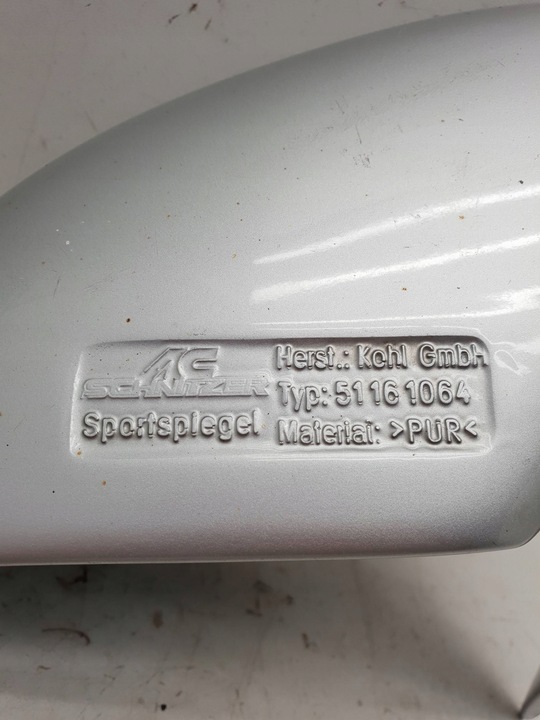 AC
SCHNITZER
Sportspiegel
Herst.: Kohl GmbH
Typ: 51 16 1064
Material: >PUR<